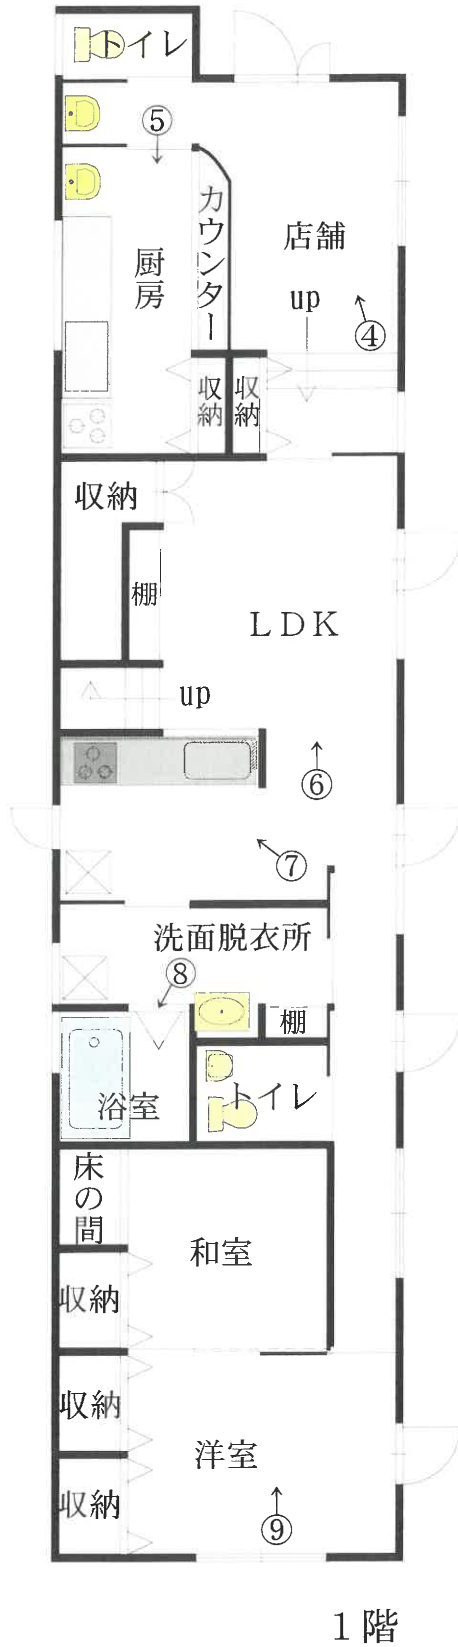 トイレ
⑤
カウンター
店舗
厨房
up
④
収納
収納
収納
棚
LDK
up
⑥
⑦
洗面脱衣所
⑧
棚
浴室
トイレ
床の間
和室
収納
収納
洋室
収納
⑨
1階